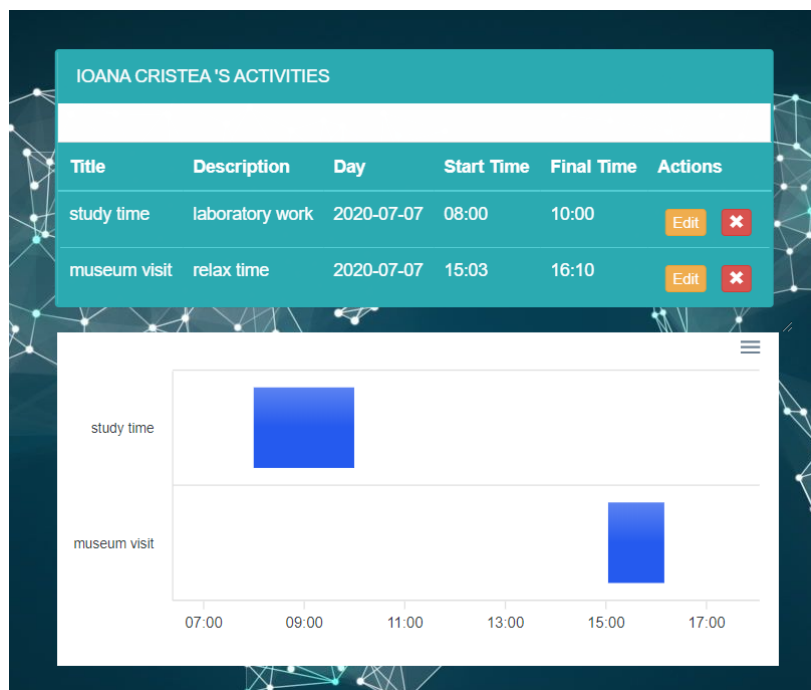 IOANA CRISTEA 'S ACTIVITIES
Title Description Day Start Time Final Time Actions
study time laboratory work 2020-07-07 08:00 10:00 Edit
museum visit relax time 2020-07-07 15:03 16:10 Edit
study time
museum visit
07:00 09:00 11:00 13:00 15:00 17:00